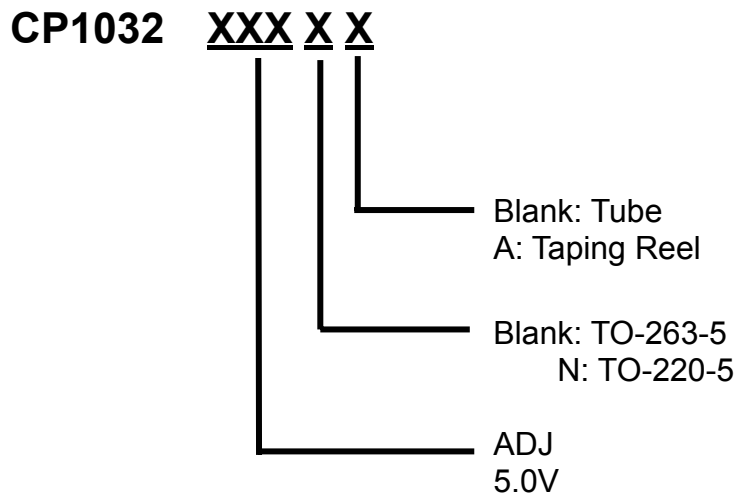 CP1032 XXX X X
Blank: Tube
A: Taping Reel
Blank: TO-263-5
N: TO-220-5
ADJ
5.0V